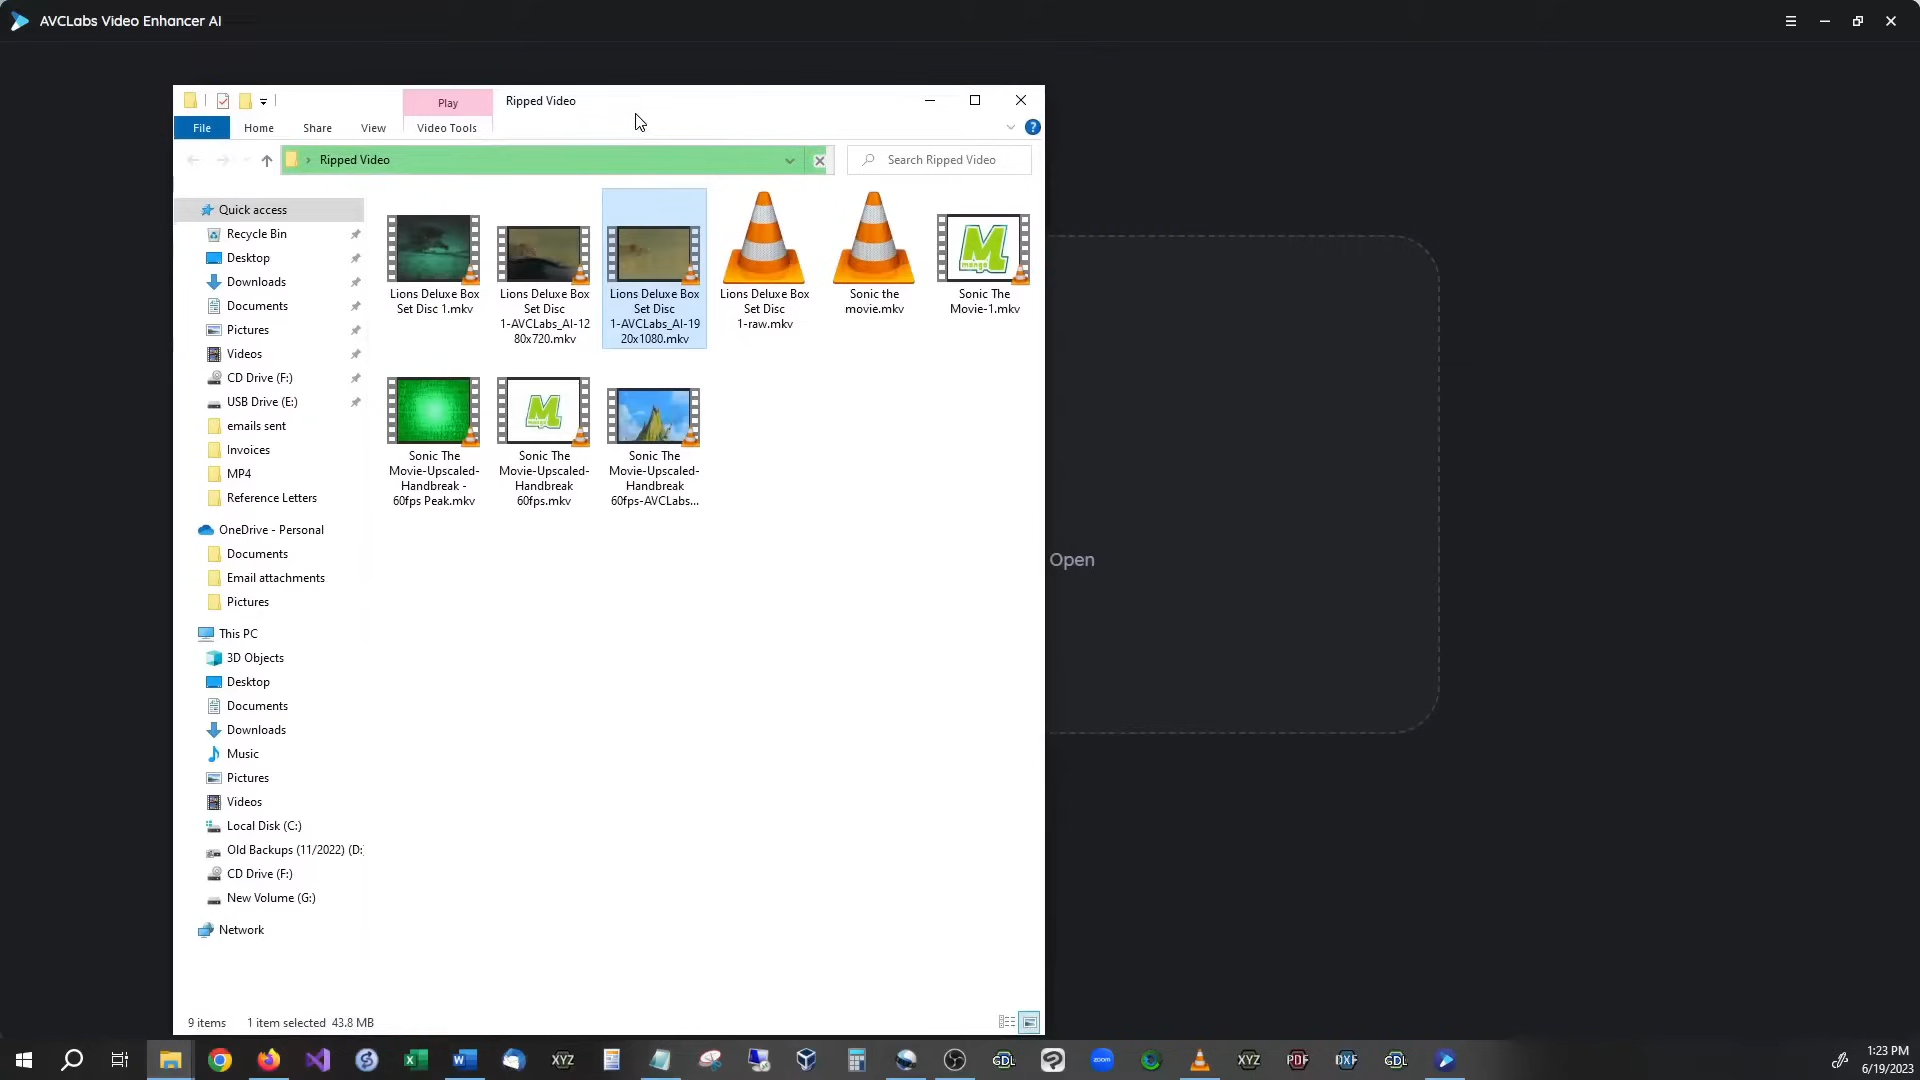 AVCLabs Video Enhancer AI
Play
Ripped Video
File
Home
Share
View
Video Tools
Ripped Video
Search Ripped Video
Quick access
Recycle Bin
Desktop
Downloads
Documents
Pictures
Videos
CD Drive (F:)
USB Drive (E:)
emails sent
Invoices
MP4
Reference Letters
OneDrive - Personal
Documents
Email attachments
Pictures
This PC
3D Objects
Desktop
Documents
Downloads
Music
Pictures
Videos
Local Disk (C:)
Old Backups (11/2022) (D:
CD Drive (F:)
New Volume (G:)
Network
Lions Deluxe Box
Set Disc 1.mkv
Lions Deluxe Box
Set Disc
1-AVCLabs_AI-12
80x720.mkv
Lions Deluxe Box
Set Disc
1-AVCLabs_AI-19
20x1080.mkv
Lions Deluxe Box
Set Disc
1-raw.mkv
Sonic the
movie.mkv
M
manga
Sonic The
Movie-1.mkv
Sonic The
Movie-Upscaled-
Handbreak -
60fps Peak.mkv
M
Sonic The
Movie-Upscaled-
Handbreak
60fps.mkv
Sonic The
Movie-Upscaled-
Handbreak
60fps-AVCLabs...
Open
9 items
1 item selected 43.8 MB
XYZ
GDL
zoom
XYZ
PDF
DXF
GDL
1:23 PM
6/19/2023